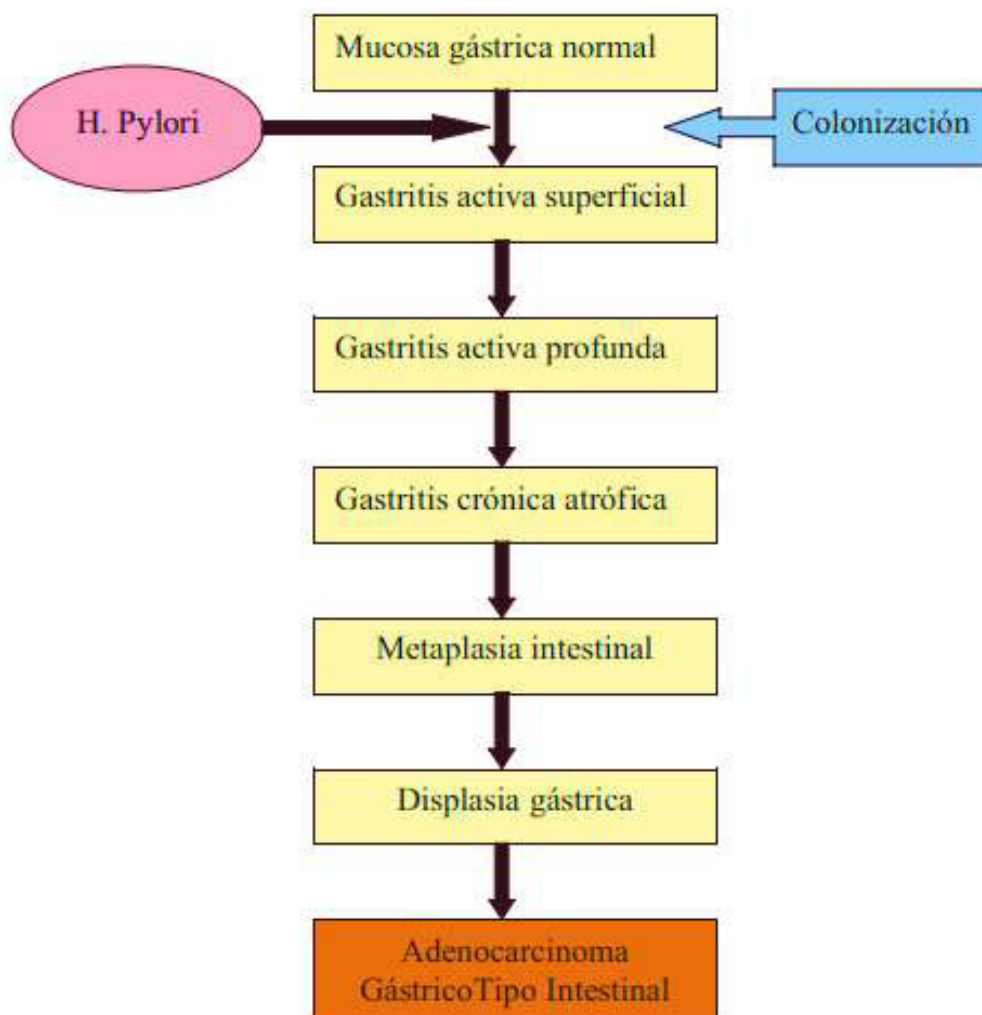 Mucosa gástrica normal
H. Pylori
Colonización
Gastritis activa superficial
Gastritis activa profunda
Gastritis crónica atrófica
Metaplasia intestinal
Displasia gástrica
Adenocarcinoma
GástricoTipo Intestinal